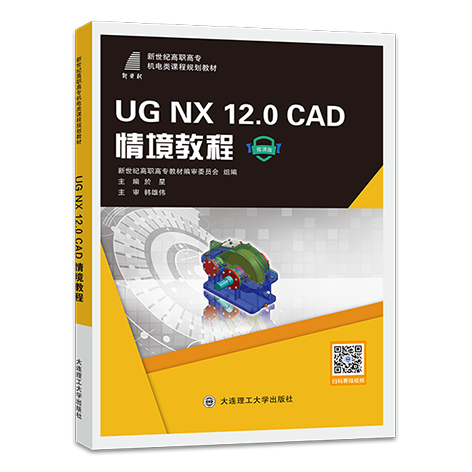 新世纪高职高专
机电类课程规划教材
新世纪
UG NX 12.0 CAD
情境教程
微课版
新世纪高职高专教材编审委员会 组编
主 编 於 星
主 审 韩雄伟
扫码看微视频
大连理工大学出版社
新世纪高职高专机电类课程规划教材
UG NX 12.0 CAD 情境教程
大连理工大学出版社